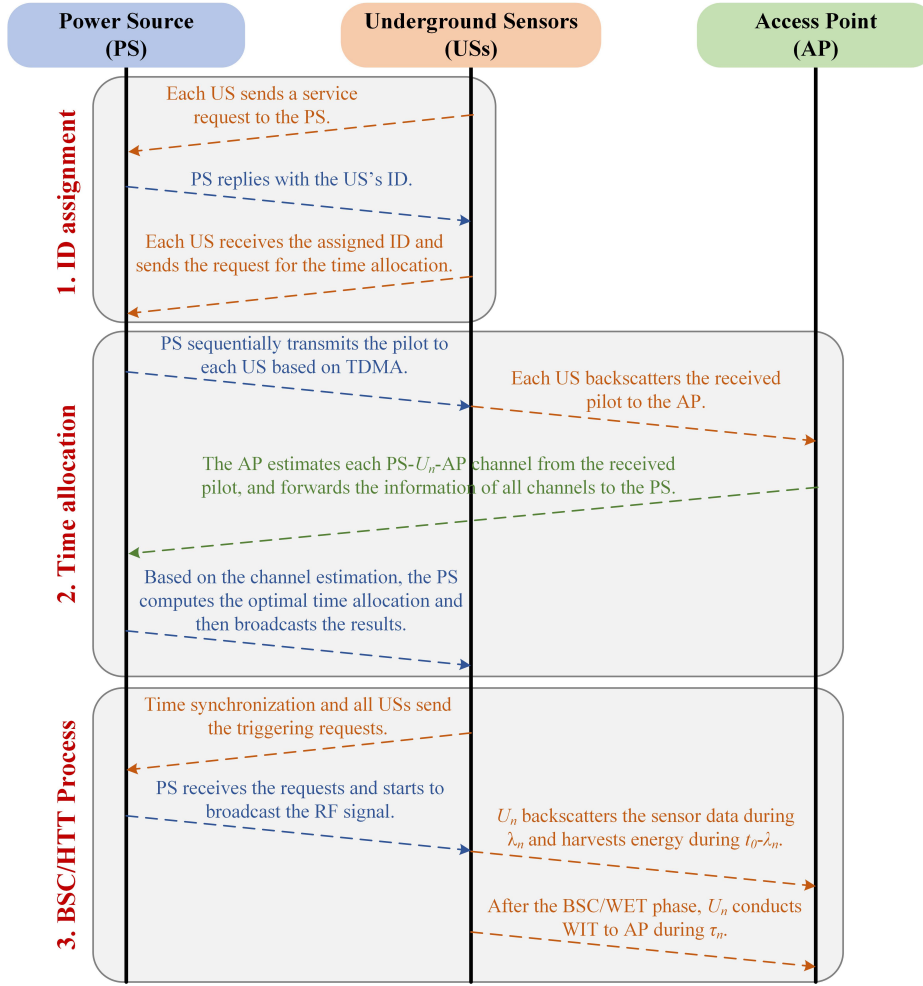 Power Source
(PS)
Underground Sensors
(USs)
Access Point
(AP)
1. ID assignment
Each US sends a service
request to the PS.
PS replies with the US's ID.
Each US receives the assigned ID and
sends the request for the time allocation.
2. Time allocation
PS sequentially transmits the pilot to
each US based on TDMA.
Each US backscatters the received
pilot to the AP.
The AP estimates each PS-Uₙ-AP channel from the received
pilot, and forwards the information of all channels to the PS.
Based on the channel estimation, the PS
computes the optimal time allocation and
then broadcasts the results.
3. BSC/HTT Process
Time synchronization and all USs send
the triggering requests.
PS receives the requests and starts to
broadcast the RF signal.
Uₙ backscatters the sensor data during
λₙ and harvests energy during t₀-λₙ.
After the BSC/WET phase, Uₙ conducts
WIT to AP during τₙ.